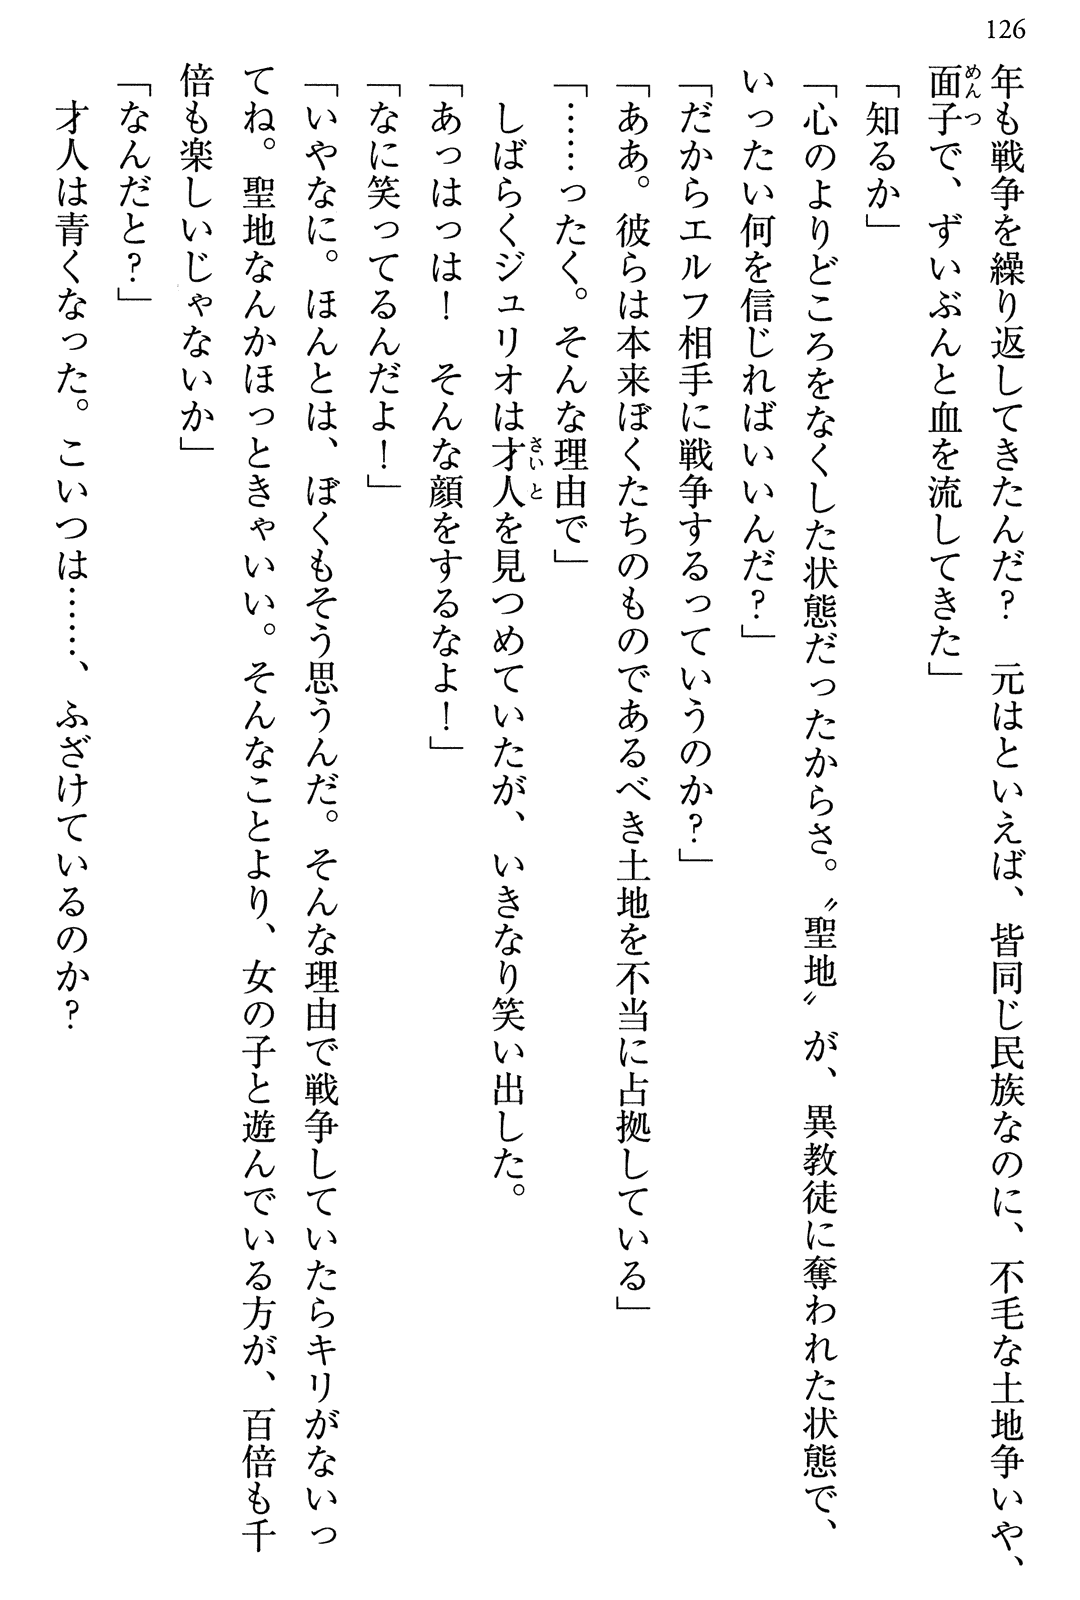 126
年も戦争を繰り返してきたんだ？　元はといえば、皆同じ民族なのに、不毛な土地争いや、
面子で、ずいぶんと血を流してきた」
「知るか」
「心のよりどころをなくした状態だったからさ。〝聖地〟が、異教徒に奪われた状態で、
いったい何を信じればいいんだ？」
「だからエルフ相手に戦争するっていうのか？」
「ああ。彼らは本来ぼくたちのものであるべき土地を不当に占拠している」
「……ったく。そんな理由で」
　しばらくジュリオは才人を見つめていたが、いきなり笑い出した。
「あっはっは！　そんな顔をするなよ！」
「なに笑ってるんだよ！」
「いやなに。ほんとは、ぼくもそう思うんだ。そんな理由で戦争していたらキリがないっ
てね。聖地なんかほっときゃいい。そんなことより、女の子と遊んでいる方が、百倍も千
倍も楽しいじゃないか」
「なんだと？」
　才人は青くなった。こいつは……、ふざけているのか？